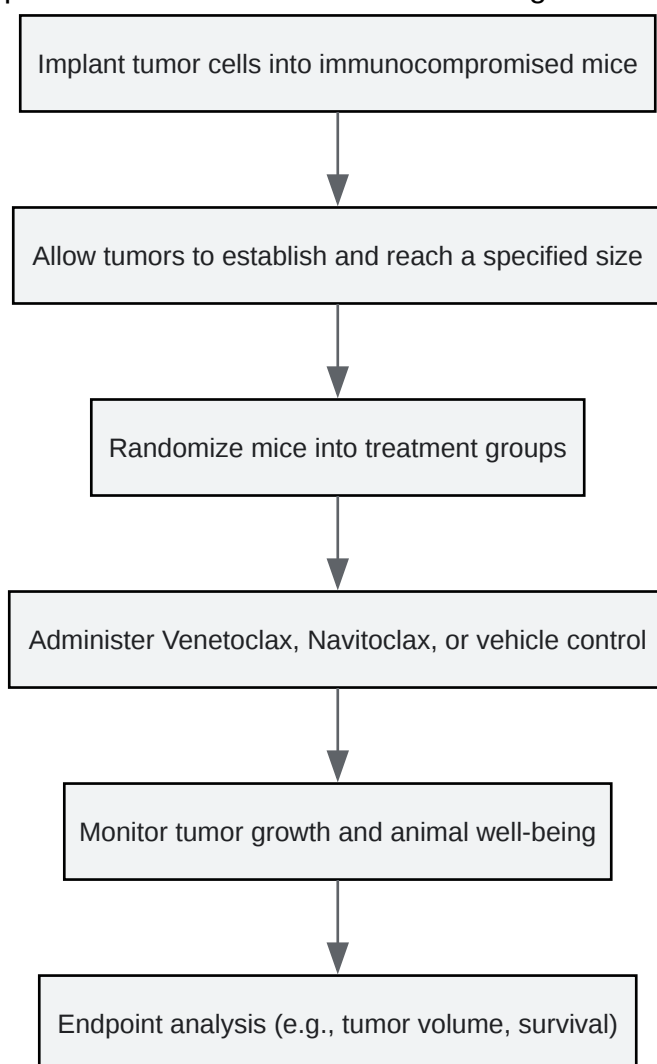 Implant tumor cells into immunocompromised mice
Allow tumors to establish and reach a specified size
Randomize mice into treatment groups
Administer Venetoclax, Navitoclax, or vehicle control
Monitor tumor growth and animal well-being
Endpoint analysis (e.g., tumor volume, survival)